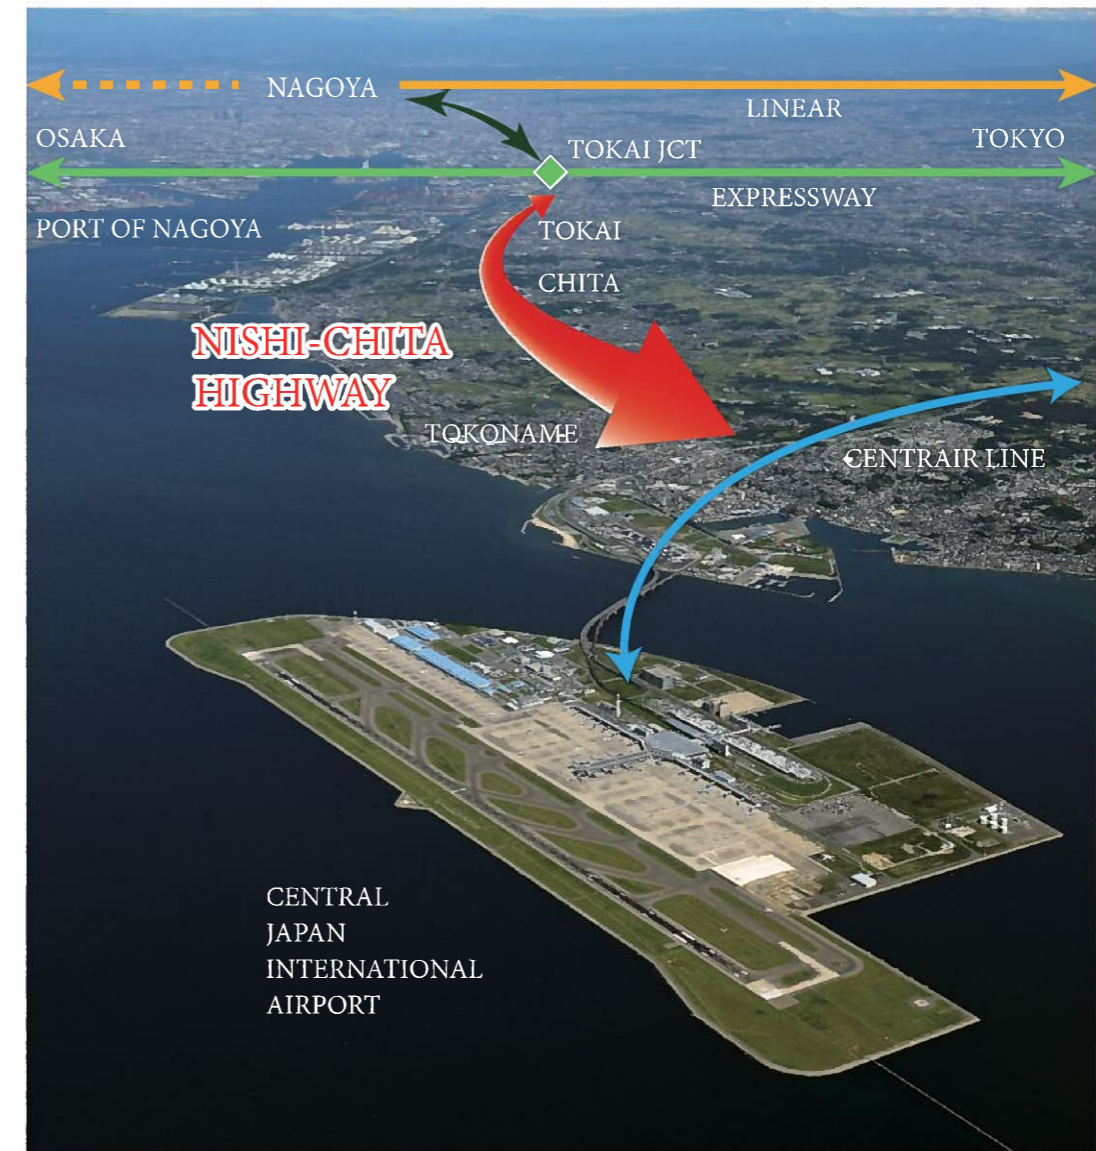 NAGOYA
LINEAR
OSAKA
TOKAI JCT
TOKYO
EXPRESSWAY
PORT OF NAGOYA
TOKAI
CHITA
NISHI-CHITA
HIGHWAY
TOKONAME
CENTRAIR LINE
CENTRAL
JAPAN
INTERNATIONAL
AIRPORT